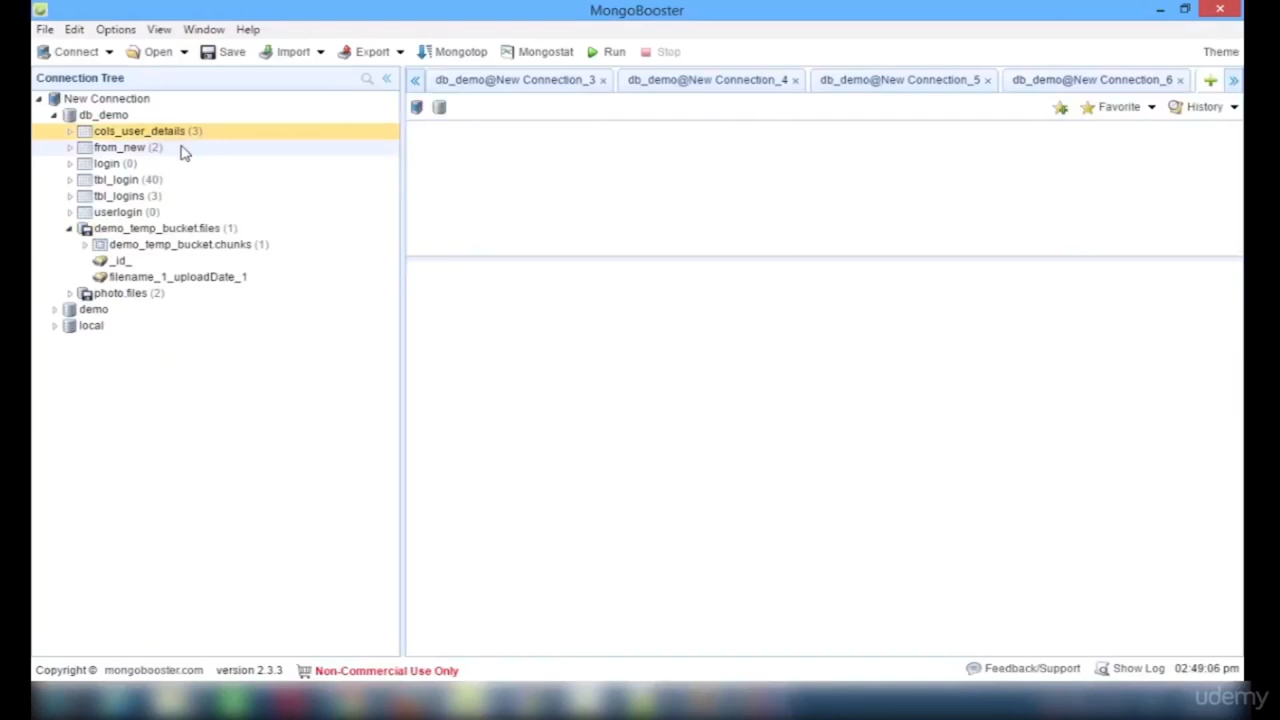 MongoBooster
File Edit Options View Window Help
Connect Open Save Import Export Mongotop Mongostat Run Stop Theme
Connection Tree
db_demo@New Connection_3 db_demo@New Connection_4 db_demo@New Connection_5 db_demo@New Connection_6
Favorite History
New Connection
db_demo
cols_user_details (3)
from_new (2)
login (0)
tbl_login (40)
tbl_logins (3)
userlogin (0)
demo_temp_bucket.files (1)
demo_temp_bucket.chunks (1)
_id_
filename_1_uploadDate_1
photo.files (2)
demo
local
Copyright © mongobooster.com version 2.3.3 Non-Commercial Use Only Feedback/Support Show Log 02:49:06 pm
udemy